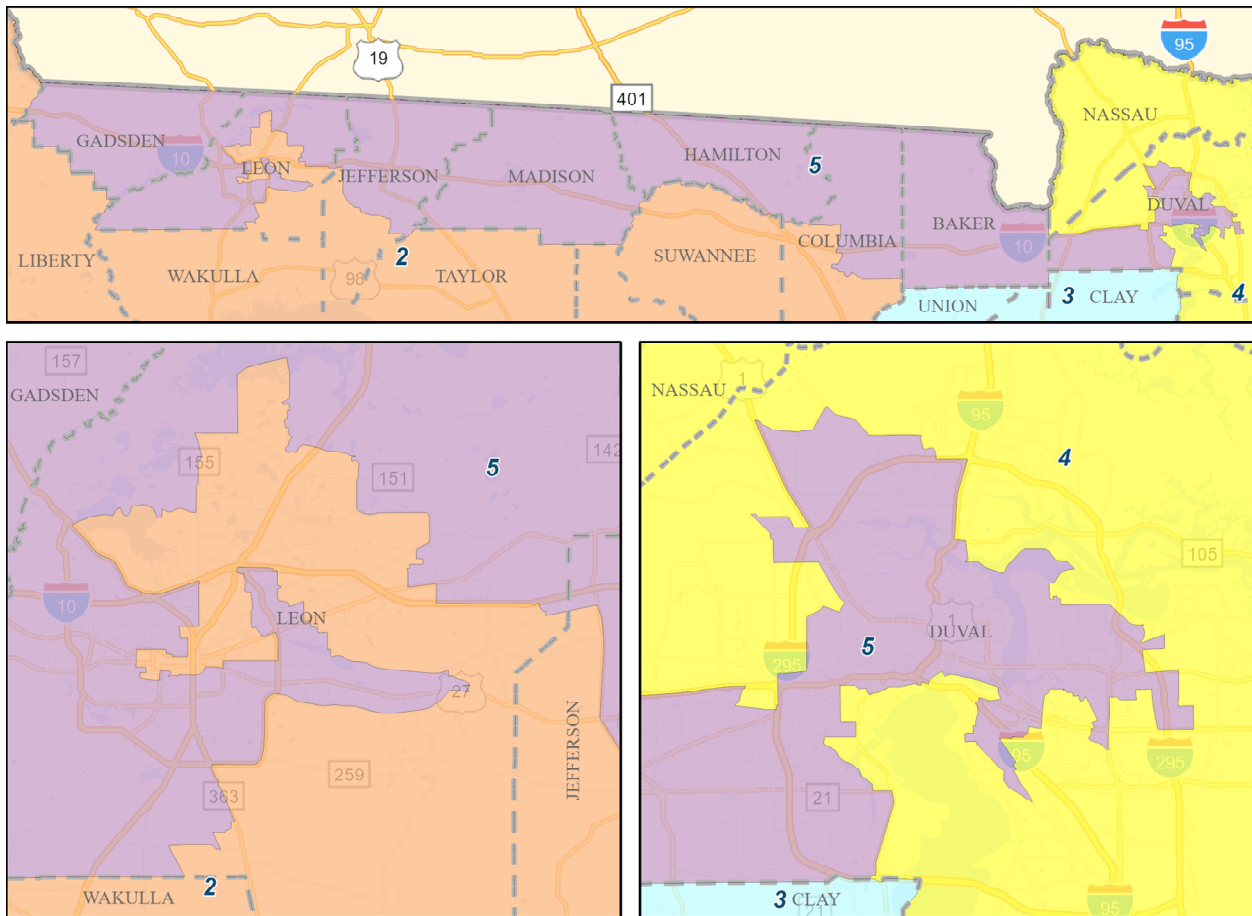 19
95
401
NASSAU
GADSDEN
10
HAMILTON
5
LEON
JEFFERSON
MADISON
DUVAL
BAKER
COLUMBIA
10
LIBERTY
WAKULLA
98
2
TAYLOR
SUWANNEE
UNION
3
CLAY
4
157
GADSDEN
155
151
142
5
10
LEON
27
JEFFERSON
259
363
WAKULLA
2
NASSAU
1
95
4
105
1
DUVAL
5
295
95
295
21
3
CLAY
21
95